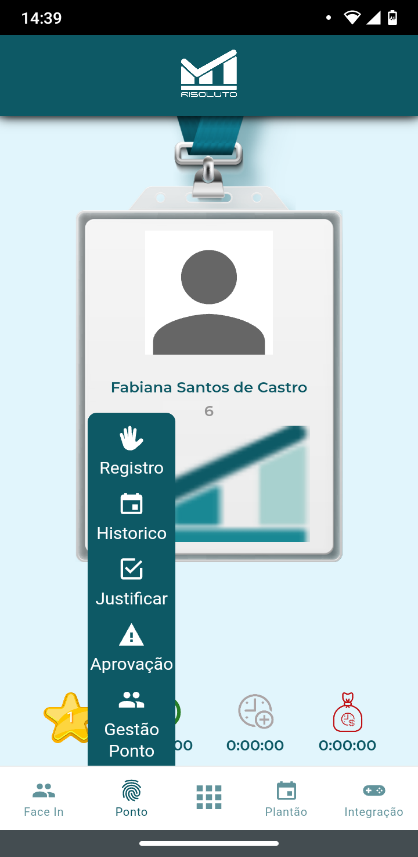 14:39
RISOLUTO
Fabiana Santos de Castro
6
Registro
Historico
Justificar
Aprovação
Gestão
Ponto
00
0:00:00
0:00:00
Face In
Ponto
Plantão
Integração